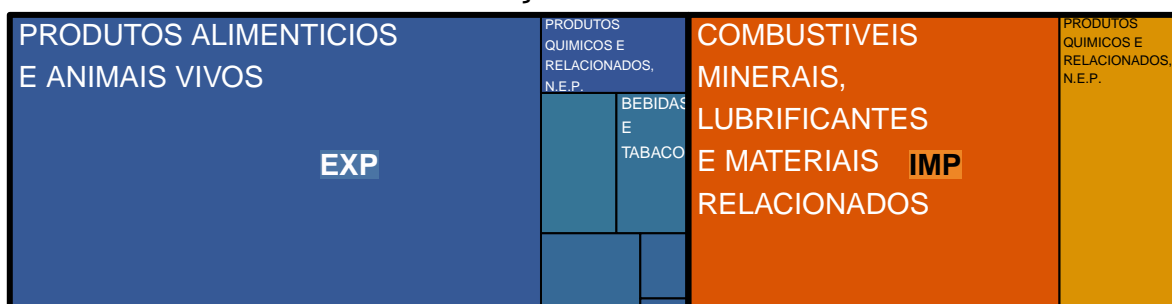 PRODUTOS ALIMENTICIOS
E ANIMAIS VIVOS
EXP
PRODUTOS
QUIMICOS E
RELACIONADOS,
N.E.P.
BEBIDAS
E
TABACO
COMBUSTIVEIS
MINERAIS,
LUBRIFICANTES
E MATERIAIS
RELACIONADOS
IMP
PRODUTOS
QUIMICOS E
RELACIONADOS,
N.E.P.